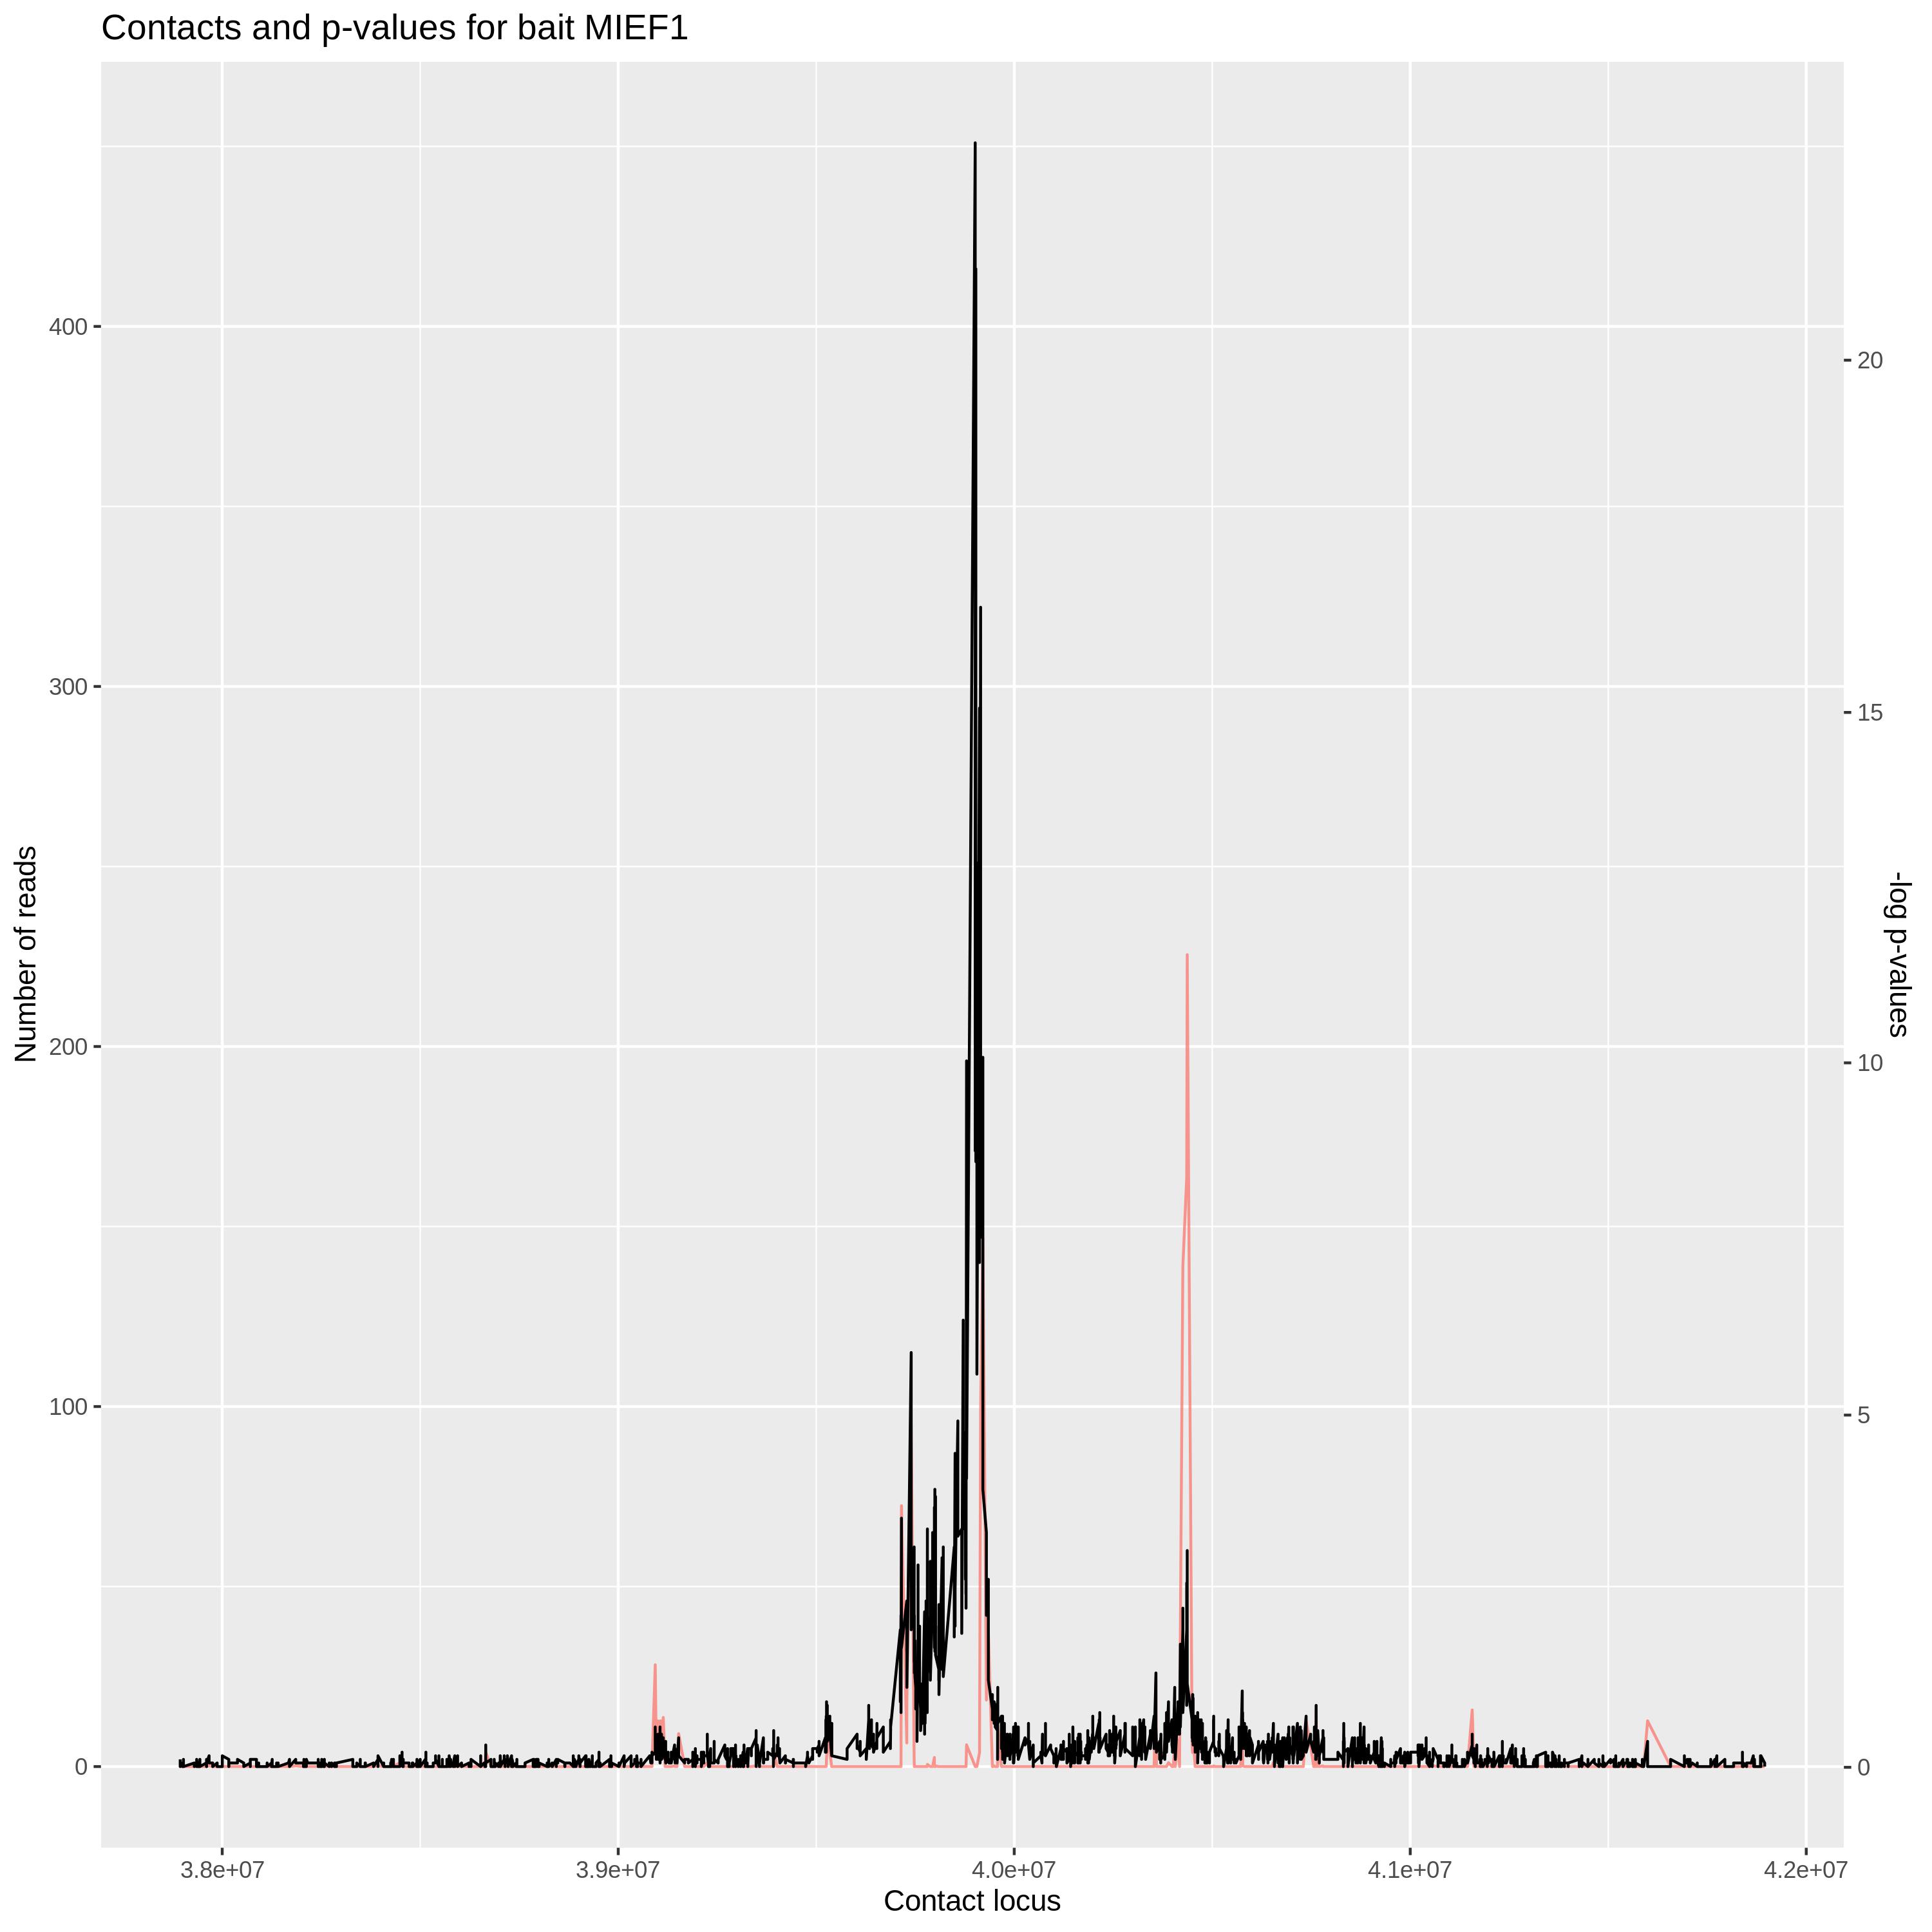 Contacts and p-values for bait MIEF1
Number of reads
400
300
200
100
0
20
15
10
5
0
-log p-values
3.8e+07
3.9e+07
4.0e+07
4.1e+07
4.2e+07
Contact locus